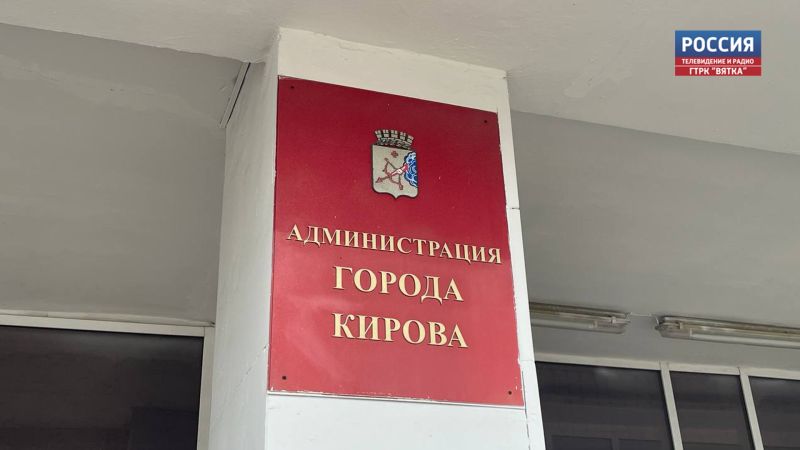 РОССИЯ
ТЕЛЕВИДЕНИЕ И РАДИО
ГТРК "ВЯТКА"
АДМИНИСТРАЦИЯ
ГОРОДА
КИРОВА